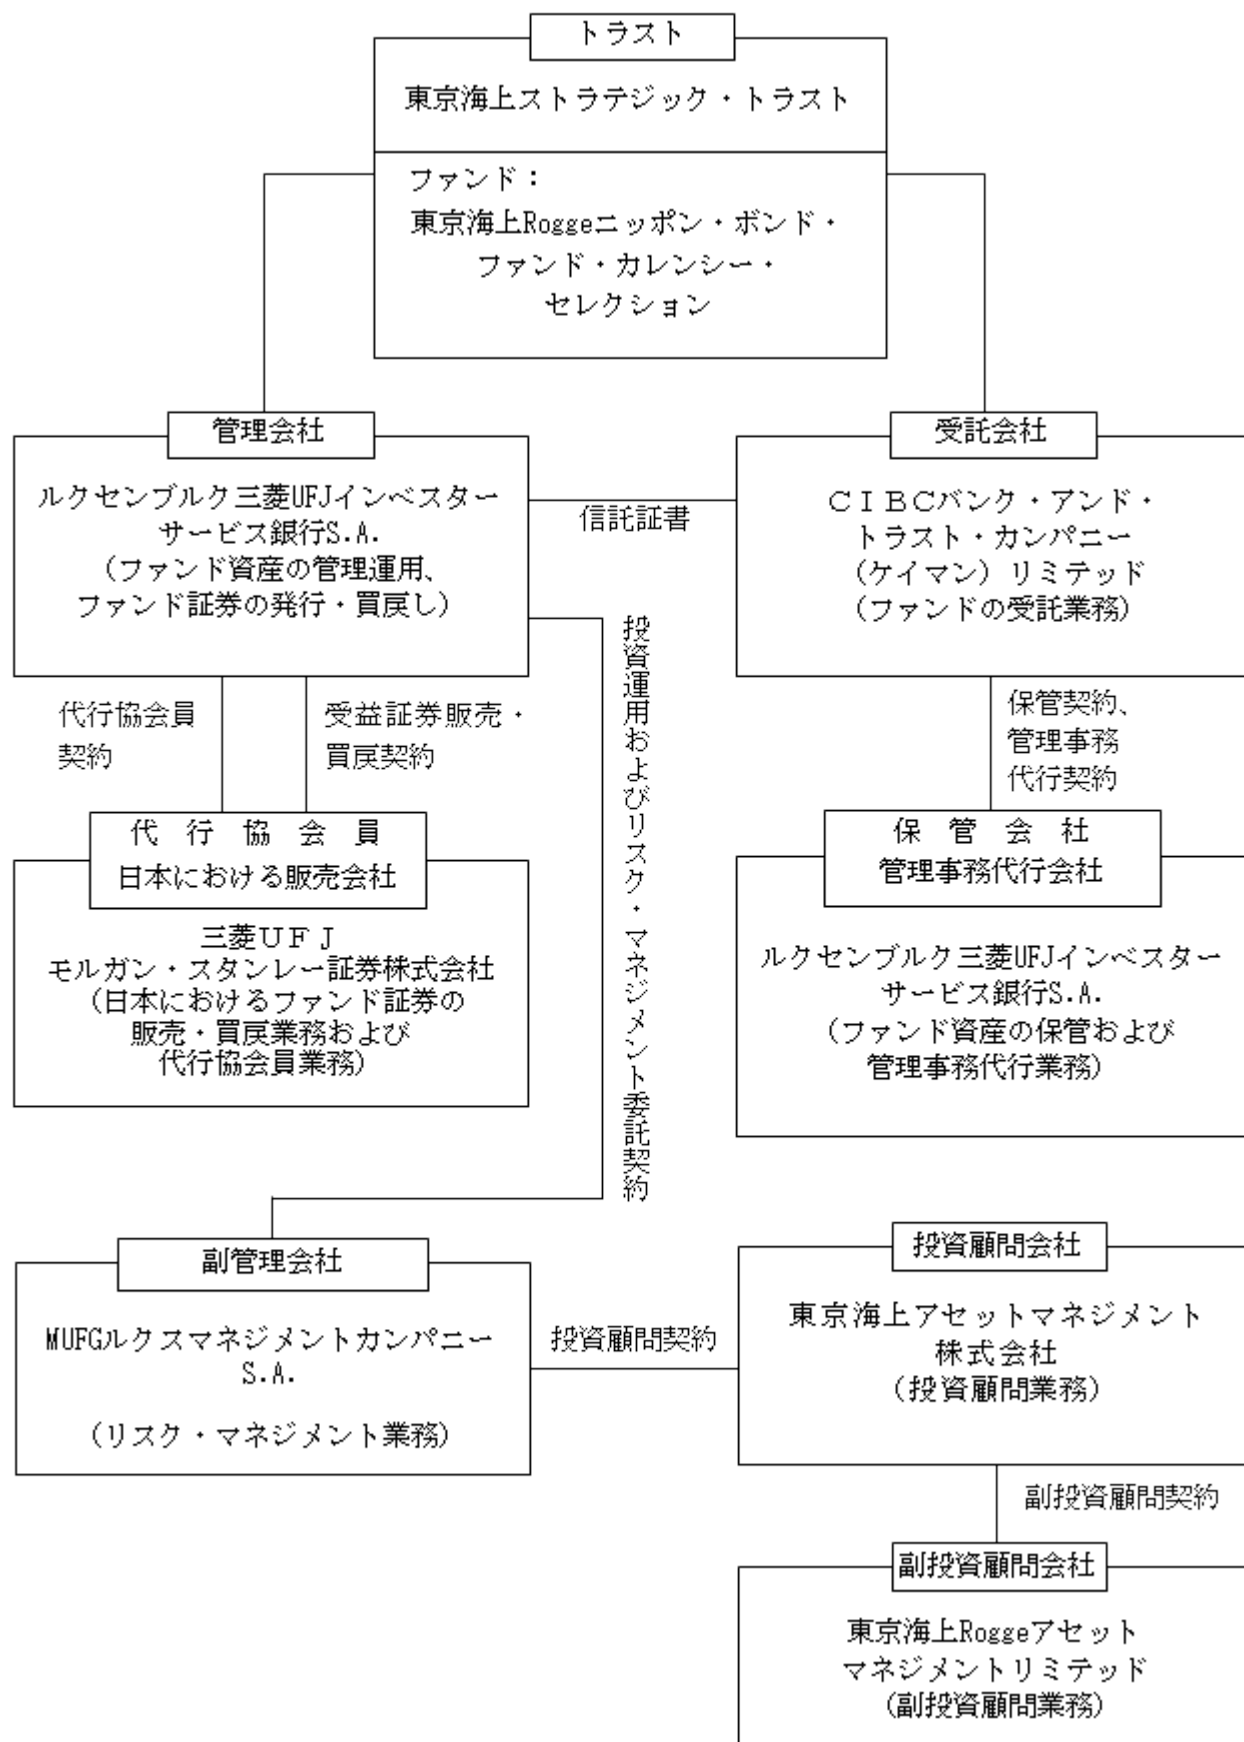 トラスト
東京海上ストラテジック・トラスト
ファンド：
東京海上Roggeニッポン・ボンド・
ファンド・カレンシー・
セレクション
管理会社
ルクセンブルク三菱UFJインベスター
サービス銀行S.A.
（ファンド資産の管理運用、
ファンド証券の発行・買戻し）
信託証書
受託会社
ＣＩＢＣバンク・アンド・
トラスト・カンパニー
（ケイマン）リミテッド
（ファンドの受託業務）
代行協会員
契約
受益証券販売・
買戻契約
投資運用およびリスク・マネジメント委託契約
保管契約、
管理事務
代行契約
代　行　協　会　員
日本における販売会社
三菱ＵＦＪ
モルガン・スタンレー証券株式会社
（日本におけるファンド証券の
販売・買戻業務および
代行協会員業務）
保　管　会　社
管理事務代行会社
ルクセンブルク三菱UFJインベスター
サービス銀行S.A.
（ファンド資産の保管および
管理事務代行業務）
副管理会社
MUFGルクスマネジメントカンパニー
S.A.
（リスク・マネジメント業務）
投資顧問契約
投資顧問会社
東京海上アセットマネジメント
株式会社
（投資顧問業務）
副投資顧問契約
副投資顧問会社
東京海上Roggeアセット
マネジメントリミテッド
（副投資顧問業務）